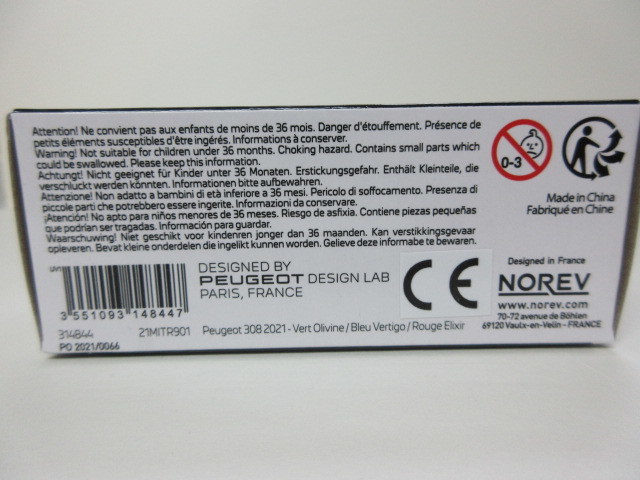 Attention! Ne convient pas aux enfants de moins de 36 mois. Danger d'étouffement. Présence de
petits éléments susceptibles d'être ingérés. Informations à conserver.
Warning! Not suitable for children under 36 months. Choking hazard. Contains small parts which
could be swallowed. Please keep this information.
Achtung! Nicht geeignet für Kinder unter 36 Monaten. Erstickungsgefahr. Enthält Kleinteile, die
verschluckt werden könnten. Informationen bitte aufbewahren.
Attenzione! Non adatto a bambini di età inferiore a 36 mesi. Pericolo di soffocamento. Presenza di
piccole parti che potrebbero essere ingerite. Informazioni da conservare.
¡Atención! No apto para niños menores de 36 meses. Riesgo de asfixia. Contiene piezas pequeñas
que podrían ser tragadas. Información para guardar.
Waarschuwing! Niet geschikt voor kinderen jonger dan 36 maanden. Kan verstikkingsgevaar
opleveren. Bevat kleine onderdelen die ingelikt kunnen worden. Gelieve deze informabe te bewaren.
0-3
Made in China
Fabriqué en Chine
UV1
3 551093 148447
DESIGNED BY
PEUGEOT DESIGN LAB
PARIS, FRANCE
CE
Designed in France
NOREV
www.norev.com
70-72 avenue de Böhlen
69120 Vaulx-en-Velin - FRANCE
314844 21MITR901 Peugeot 308 2021 - Vert Olivine / Bleu Vertigo / Rouge Elixir
PO 2021/0066